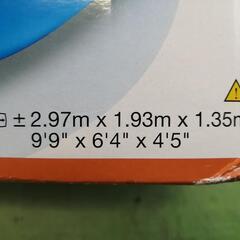 ± 2.97m x 1.93m x 1.35m
9'9" x 6'4" x 4'5"